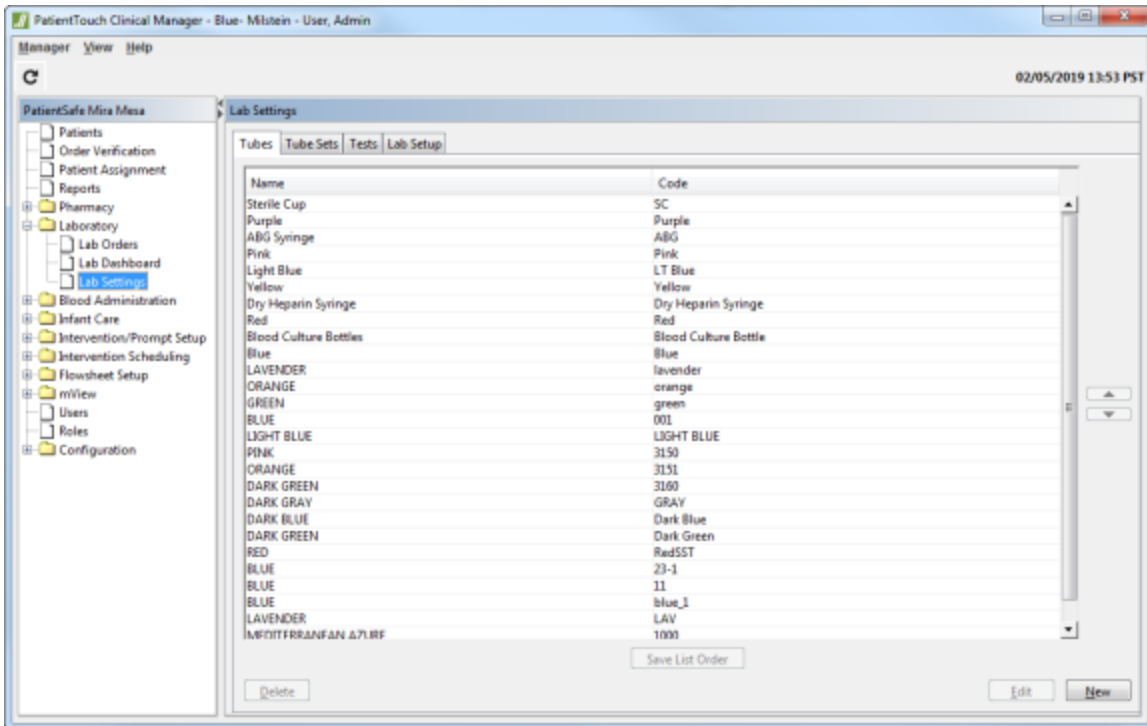 PatientTouch Clinical Manager - Blue- Milstein - User, Admin
Manager View Help
02/05/2019 13:53 PST
PatientSafe Mira Mesa
Patients
Order Verification
Patient Assignment
Reports
Pharmacy
Laboratory
Lab Orders
Lab Dashboard
Lab Settings
Blood Administration
Infant Care
Intervention/Prompt Setup
Intervention Scheduling
Flowsheet Setup
mView
Users
Roles
Configuration
Lab Settings
Tubes Tube Sets Tests Lab Setup
Name Code
Sterile Cup SC
Purple Purple
ABG Syringe ABG
Pink Pink
Light Blue LT Blue
Yellow Yellow
Dry Heparin Syringe Dry Heparin Syringe
Red Red
Blood Culture Bottles Blood Culture Bottle
Blue Blue
LAVENDER lavender
ORANGE orange
GREEN green
BLUE 001
LIGHT BLUE LIGHT BLUE
PINK 3150
ORANGE 3151
DARK GREEN 3160
DARK GRAY GRAY
DARK BLUE Dark Blue
DARK GREEN Dark Green
RED RedSST
BLUE 23-1
BLUE 11
BLUE blue_1
LAVENDER LAV
MEDITERRANEAN AZURE 1000
Save List Order
Delete Edit New